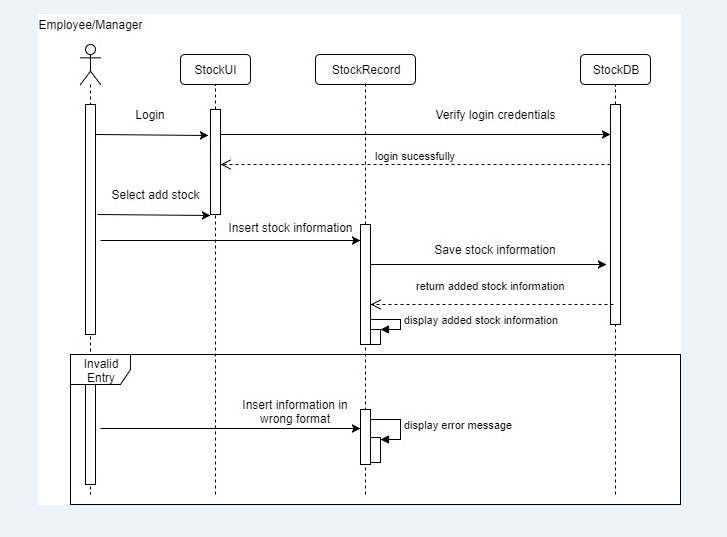 Employee/Manager
StockUI
StockRecord
StockDB
Login
Verify login credentials
login sucessfully
Select add stock
Insert stock information
Save stock information
return added stock information
display added stock information
Invalid
Entry
Insert information in
wrong format
display error message